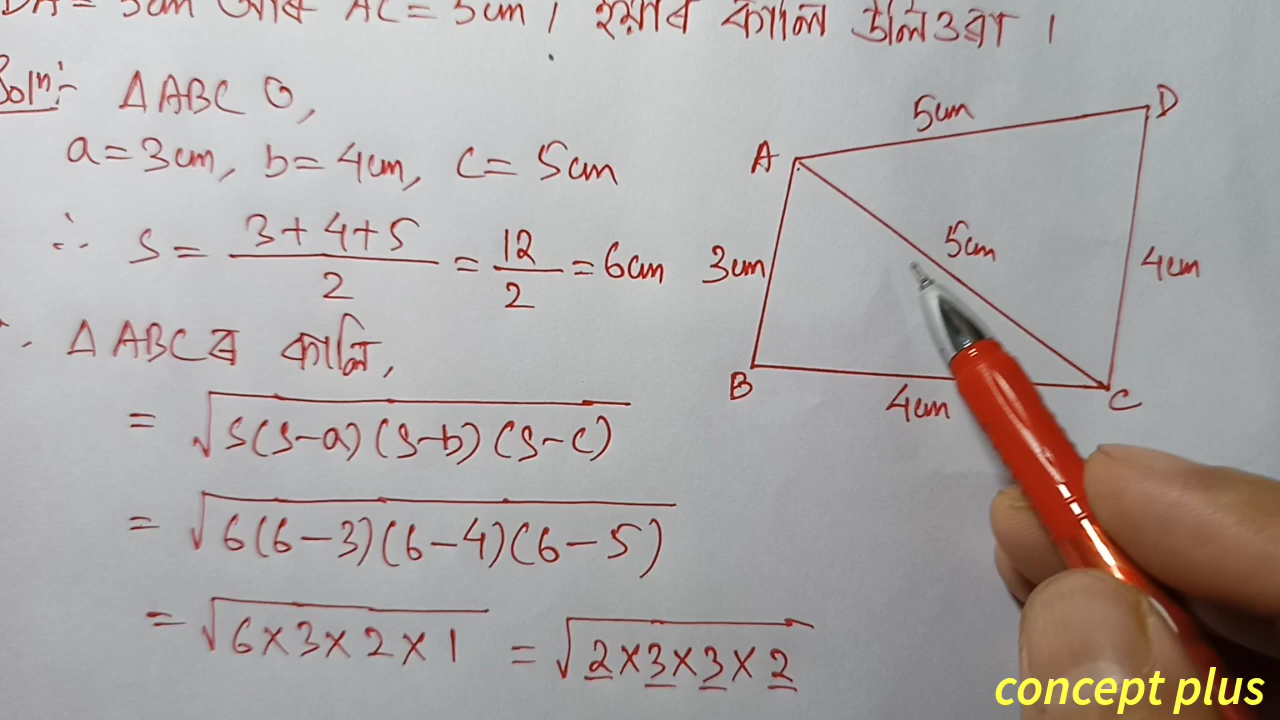 DA = 5cm আৰু AC = 5cm, ইয়াৰ কালি উলিওৱা ।
Solⁿ:- △ABC ত,
a = 3cm, b = 4cm, c = 5cm
∴ s = (3+4+5)/2 = 12/2 = 6cm
∴ △ABCৰ কালি,
= √(s(s-a)(s-b)(s-c))
= √(6(6-3)(6-4)(6-5))
= √(6×3×2×1) = √(2×3×3×2)
A
B
C
D
5cm
5cm
3cm
4cm
4cm
concept plus